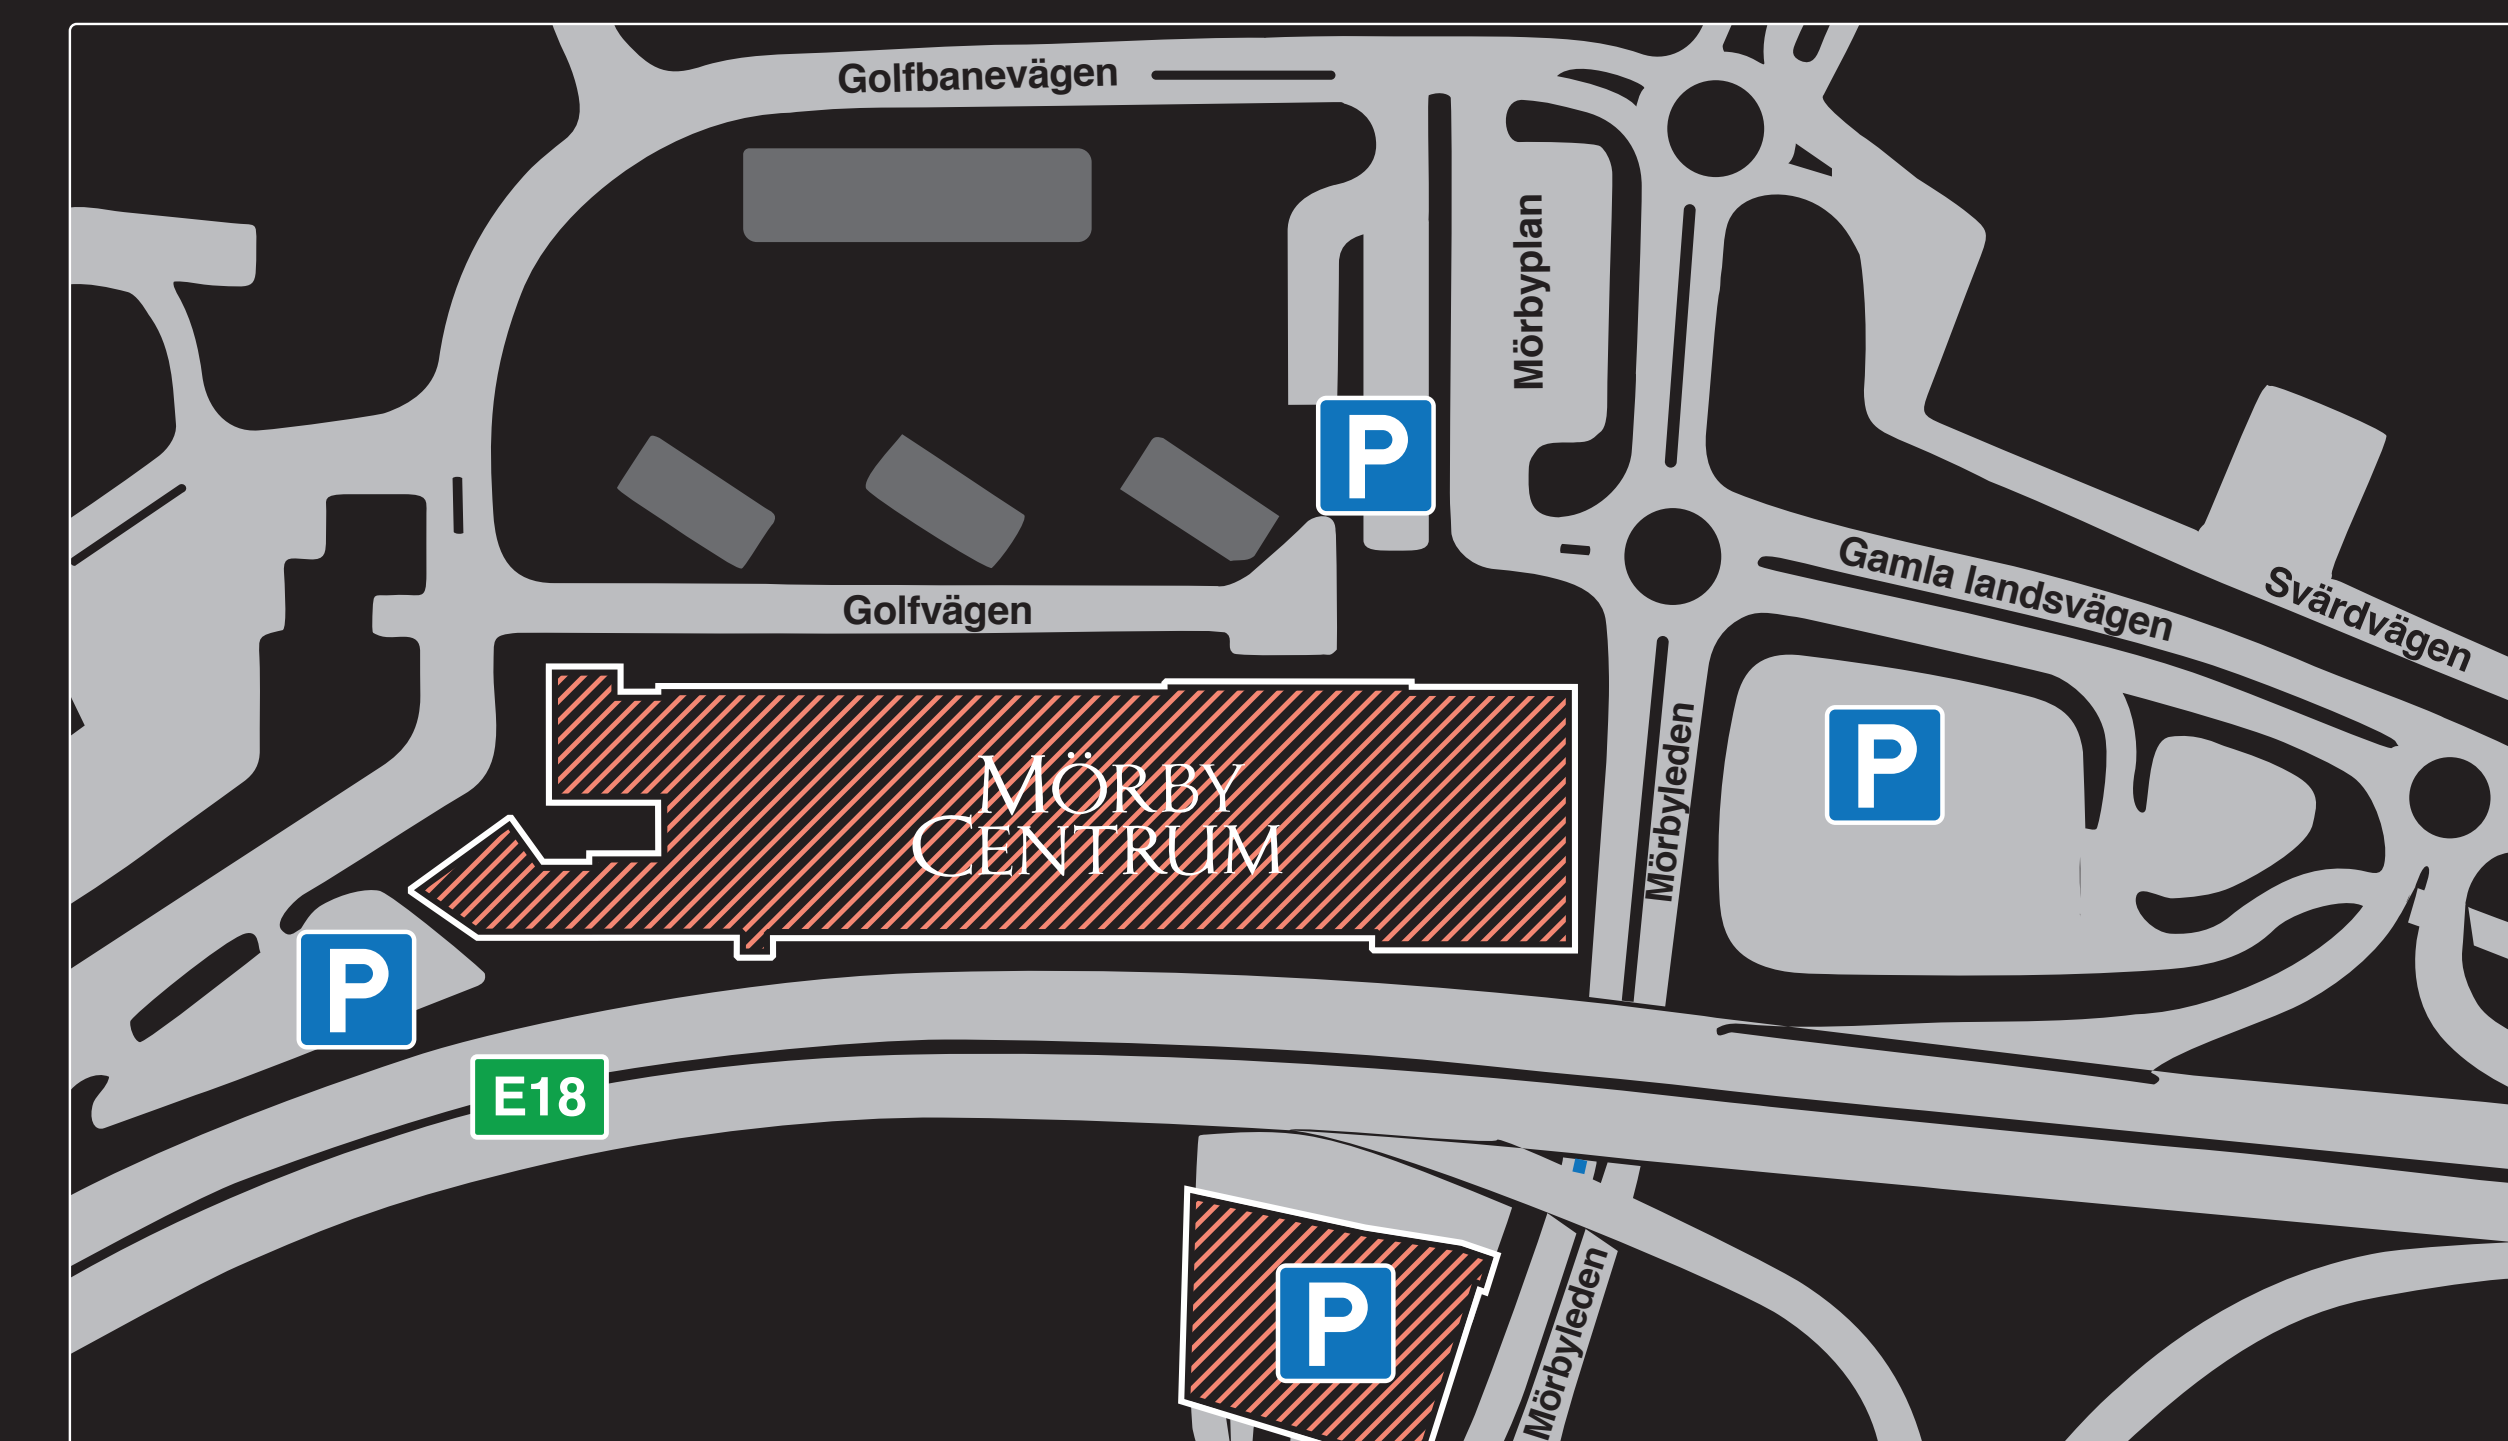 Golfbanevägen
Mörbyplan
P
Gamla landsvägen
Svärdvägen
Golfvägen
Mörbyleden
P
MÖRBY
CENTRUM
P
E18
P
Mörbyleden